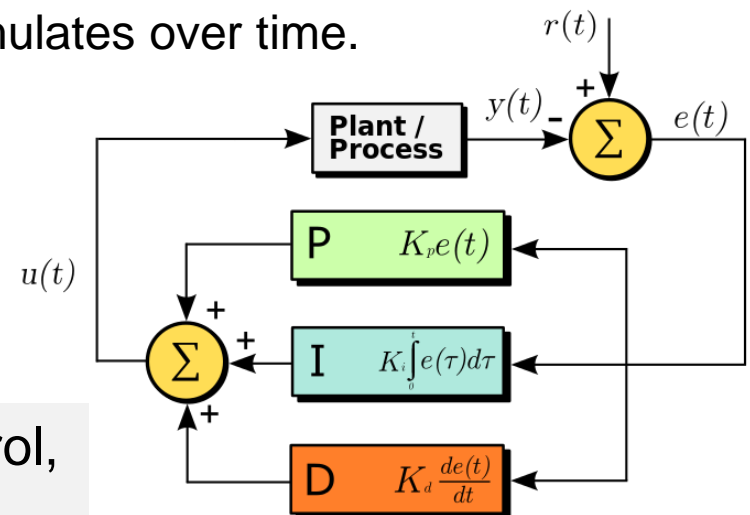 nulates over time.
r(t)
+
y(t) - Σ e(t)
Plant /
Process
P K_p e(t)
u(t)
+
+
Σ I K_i ∫_0^t e(τ)dτ
+
rol,
D K_d de(t)/dt